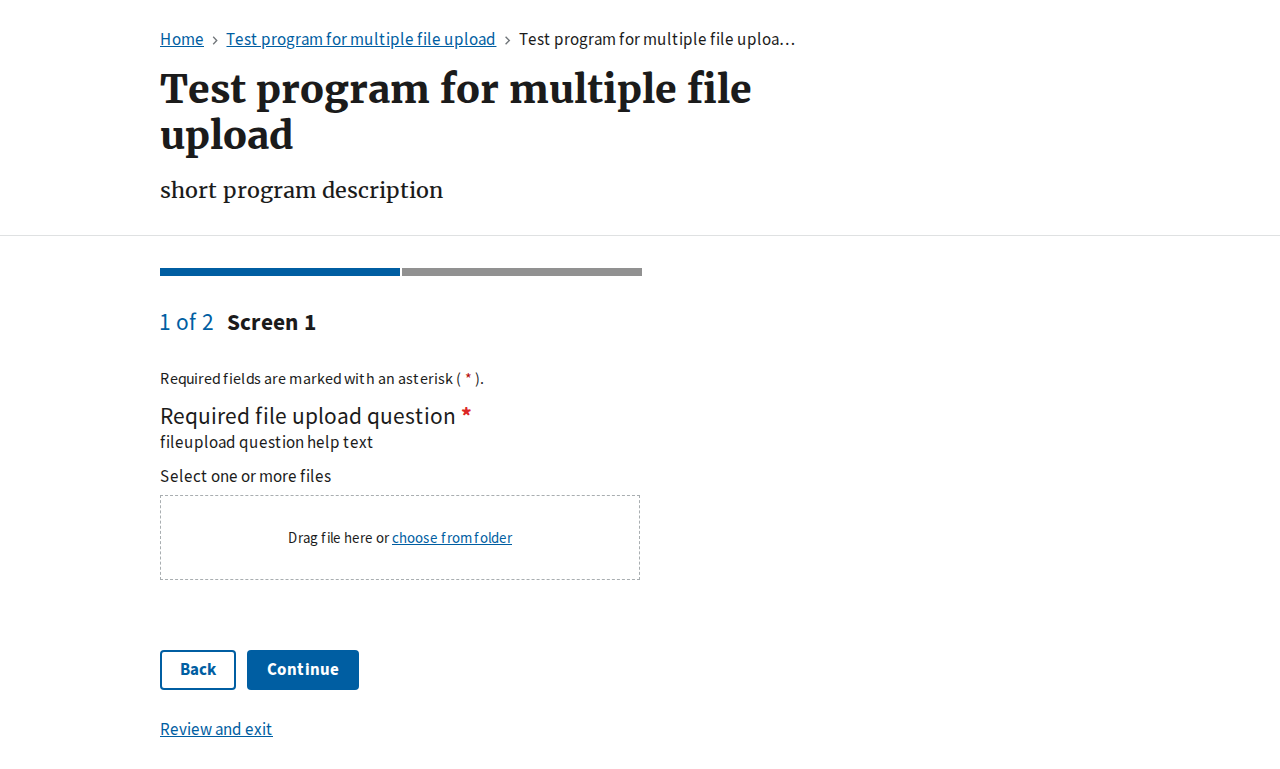 Home > Test program for multiple file upload > Test program for multiple file uploa…
Test program for multiple file
upload
short program description
1 of 2 Screen 1
Required fields are marked with an asterisk ( * ).
Required file upload question *
fileupload question help text
Select one or more files
Drag file here or choose from folder
Back Continue
Review and exit